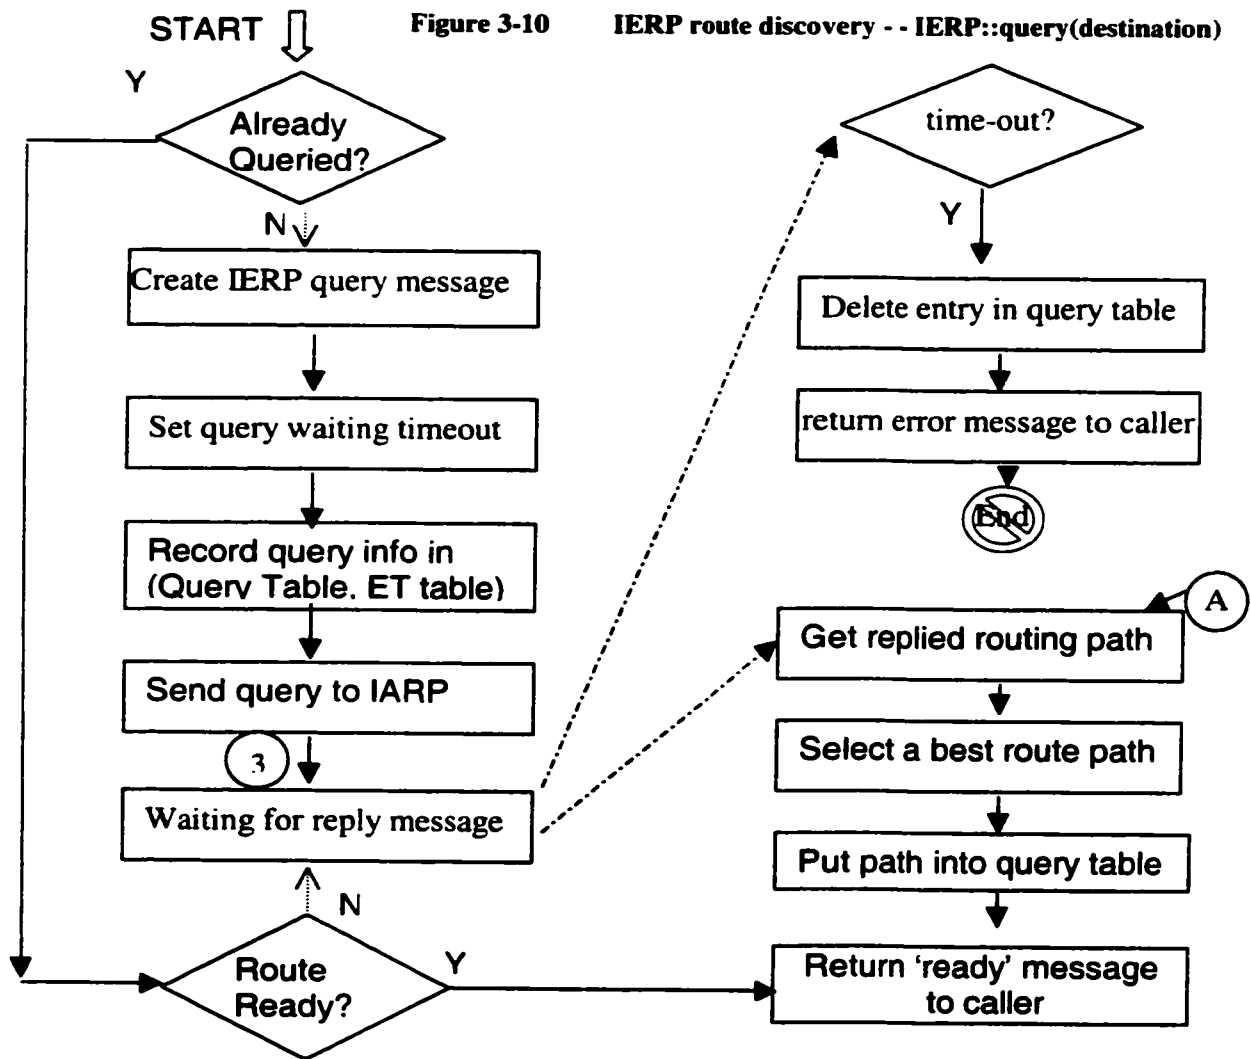 START
Figure 3-10 IERP route discovery - - IERP::query(destination)
Y
Already
Queried?
N
Create IERP query message
Set query waiting timeout
Record query info in
(Query Table, ET table)
Send query to IARP
3
Waiting for reply message
N
Route
Ready?
Y
time-out?
Y
Delete entry in query table
return error message to caller
End
A
Get replied routing path
Select a best route path
Put path into query table
Return 'ready' message
to caller